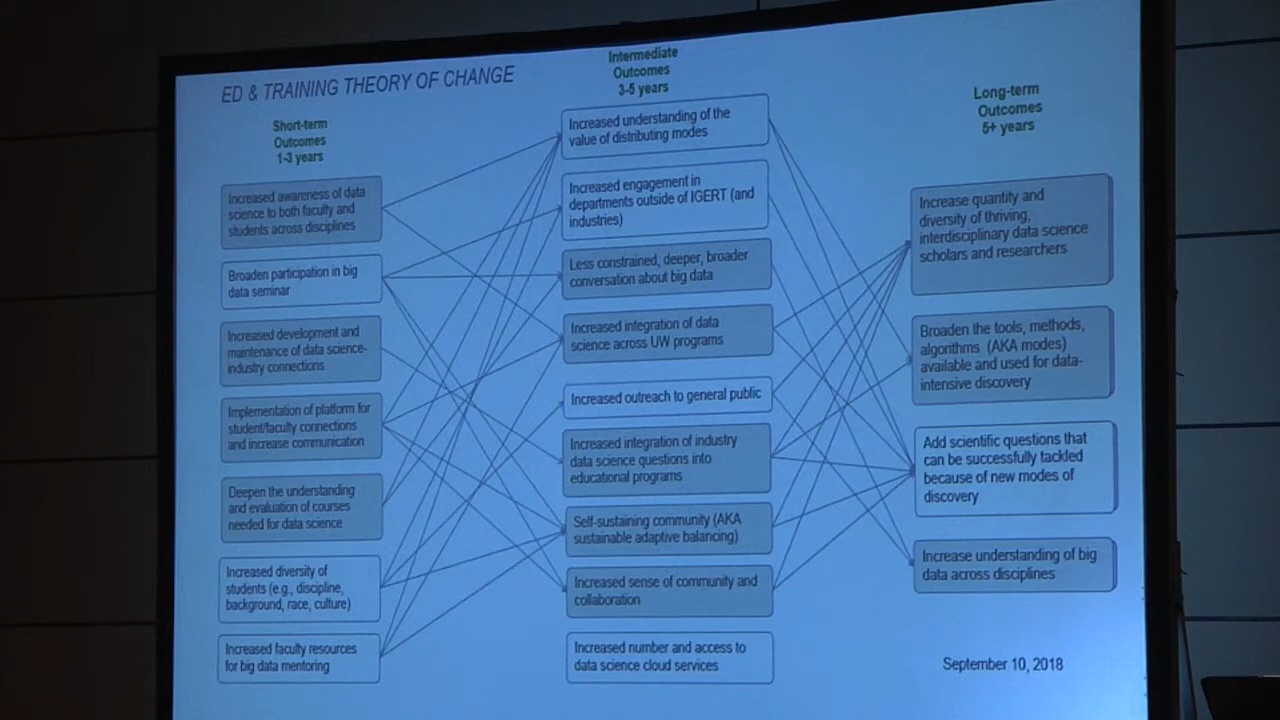 ED & TRAINING THEORY OF CHANGE
Short-term
Outcomes
1-3 years
Increased awareness of data
science to both faculty and
students across disciplines
Broaden participation in big
data seminar
Increased development and
maintenance of data science-
industry connections
Implementation of platform for
student/faculty connections
and increase communication
Deepen the understanding
and evaluation of courses
needed for data science
Increased diversity of
students (e.g., discipline,
background, race, culture)
Increased faculty resources
for big data mentoring
Intermediate
Outcomes
3-5 years
Increased understanding of the
value of distributing modes
Increased engagement in
departments outside of IGERT (and
industries)
Less constrained, deeper, broader
conversation about big data
Increased integration of data
science across UW programs
Increased outreach to general public
Increased integration of industry
data science questions into
educational programs
Self-sustaining community (AKA
sustainable adaptive balancing)
Increased sense of community and
collaboration
Increased number and access to
data science cloud services
Long-term
Outcomes
5+ years
Increase quantity and
diversity of thriving,
interdisciplinary data science
scholars and researchers
Broaden the tools, methods,
algorithms (AKA modes)
available and used for data-
intensive discovery
Add scientific questions that
can be successfully tackled
because of new modes of
discovery
Increase understanding of big
data across disciplines
September 10, 2018